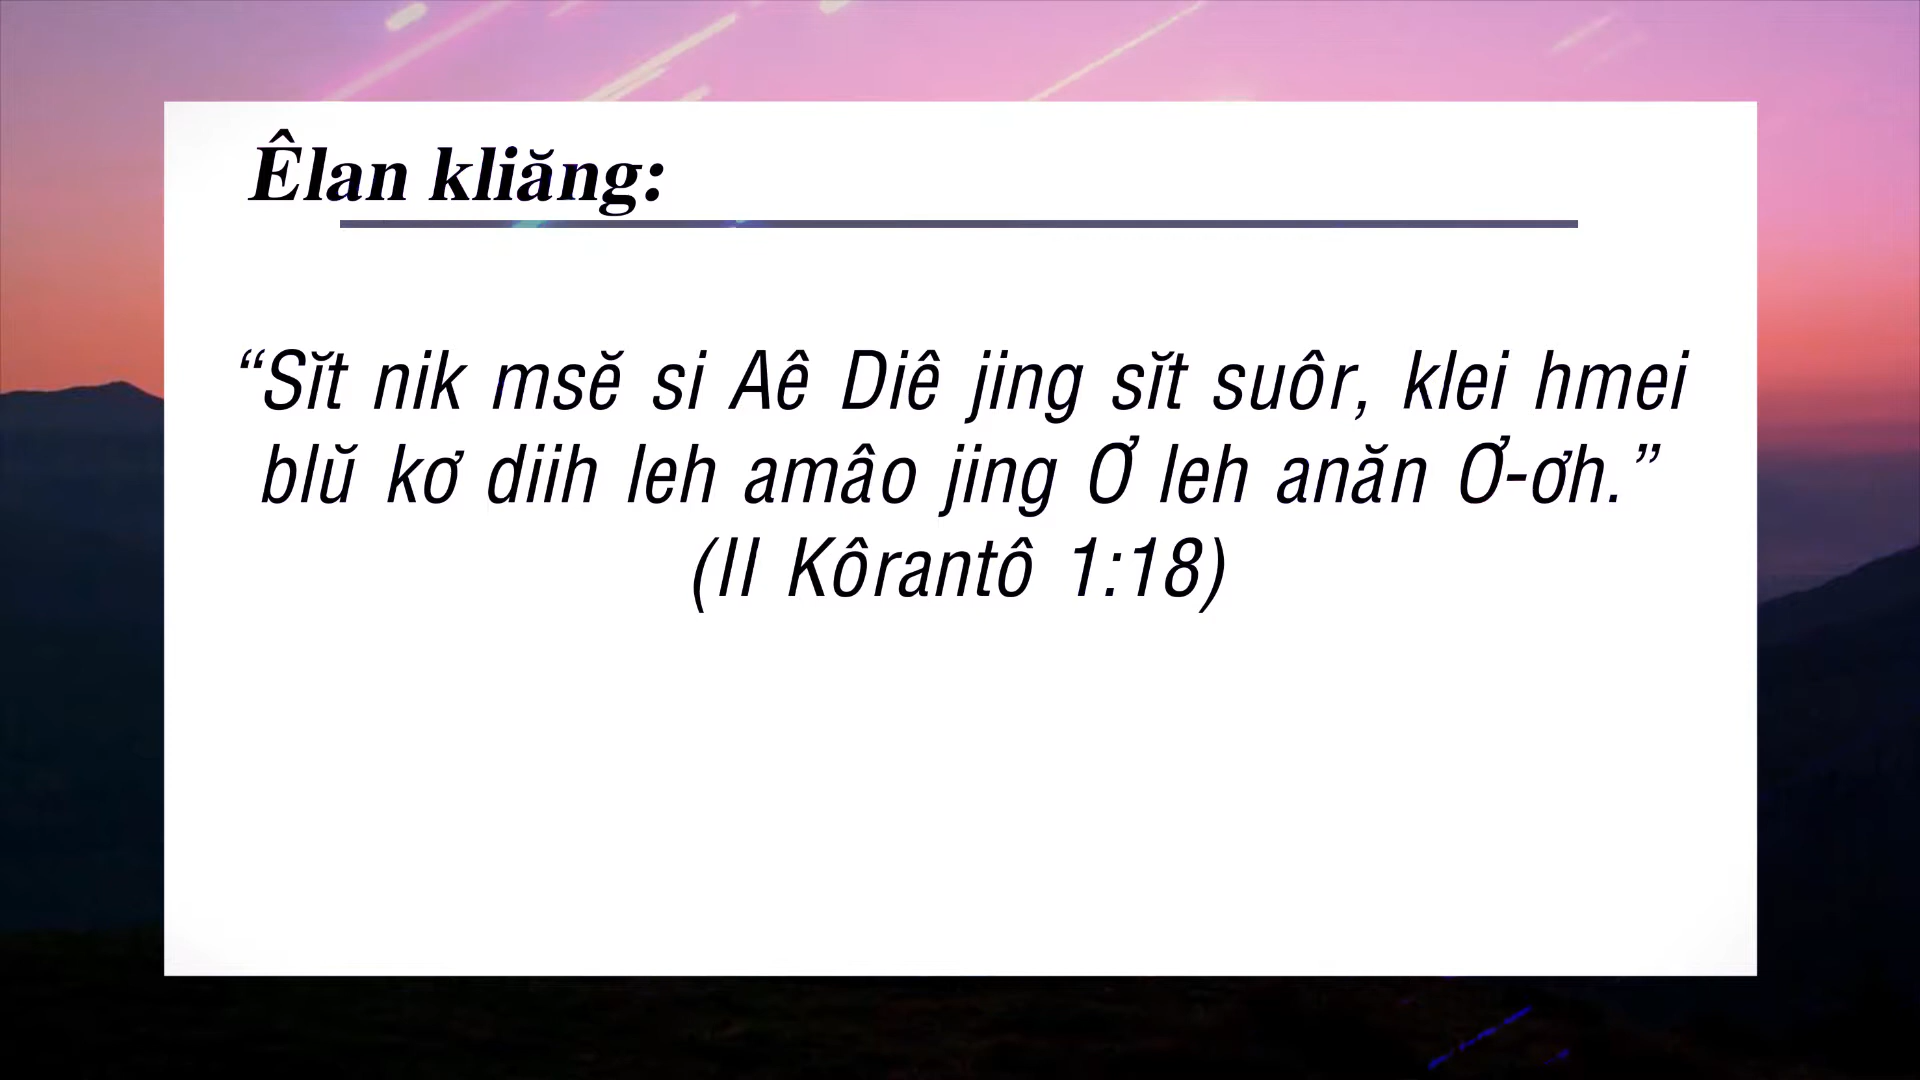 Êlan kliăng:
“Sĭt nik msĕ si Aê Diê jing sĭt suôr, klei hmei
blŭ kơ diih leh amâo jing Ơ̆ leh anăn Ơ̆-ơh.”
(II Kôrantô 1:18)